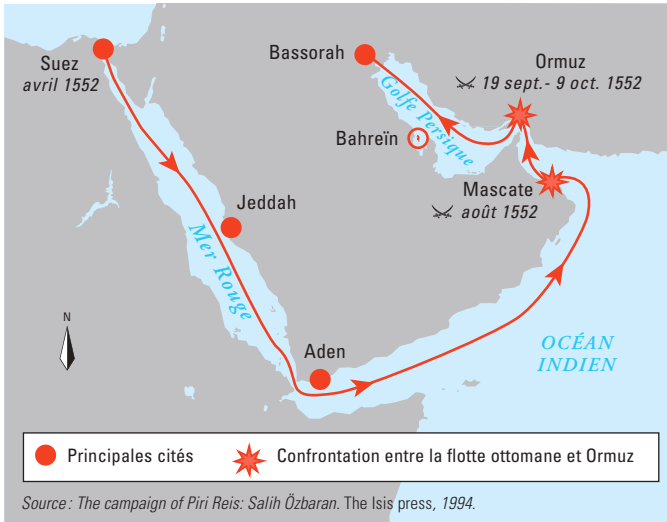 Suez
avril 1552
Bassorah
Ormuz
19 sept.- 9 oct. 1552
Golfe Persique
Bahreïn
Mascate
août 1552
Jeddah
Mer Rouge
N
Aden
OCÉAN
INDIEN
Principales cités
Confrontation entre la flotte ottomane et Ormuz
Source : The campaign of Piri Reis: Salih Özbaran. The Isis press, 1994.